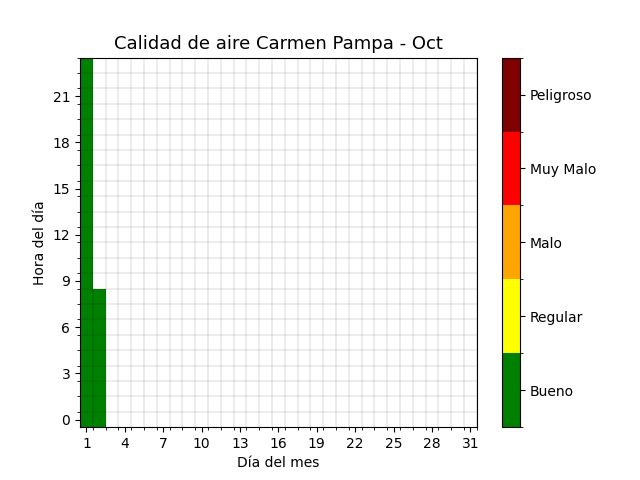 Calidad de aire Carmen Pampa - Oct
21
18
15
12
9
6
3
0
Hora del día
1 4 7 10 13 16 19 22 25 28 31
Día del mes
Peligroso
Muy Malo
Malo
Regular
Bueno